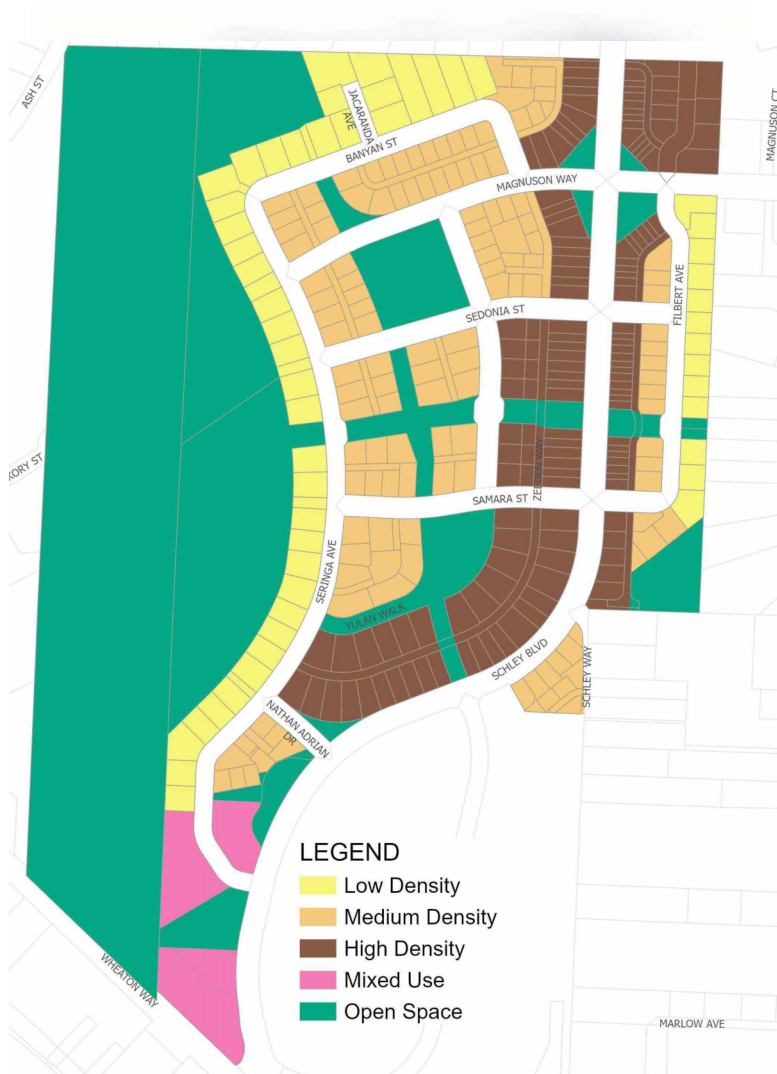 ASH ST
MAGNUSON CT
JACARANDA
AVE
BANYAN ST
MAGNUSON WAY
FILBERT AVE
SEDONIA ST
RORY ST
SAMARA ST
SERINGA AVE
YULAN WALK
SCHLEY BLVD
SCHLEY WAY
NATHAN ADRIAN
DR
LEGEND
Low Density
Medium Density
High Density
Mixed Use
Open Space
WHEATON WAY
MARLOW AVE